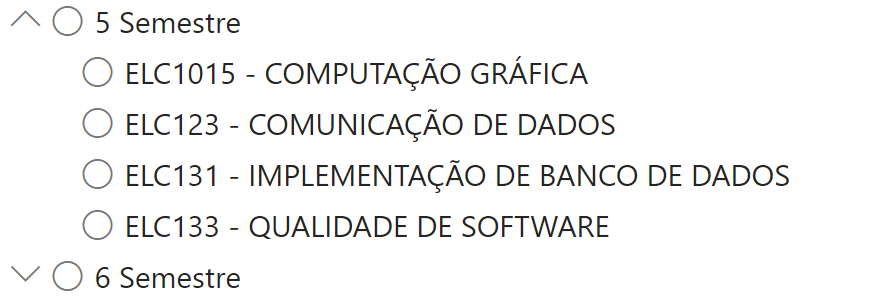 5 Semestre
ELC1015 - COMPUTAÇÃO GRÁFICA
ELC123 - COMUNICAÇÃO DE DADOS
ELC131 - IMPLEMENTAÇÃO DE BANCO DE DADOS
ELC133 - QUALIDADE DE SOFTWARE
6 Semestre